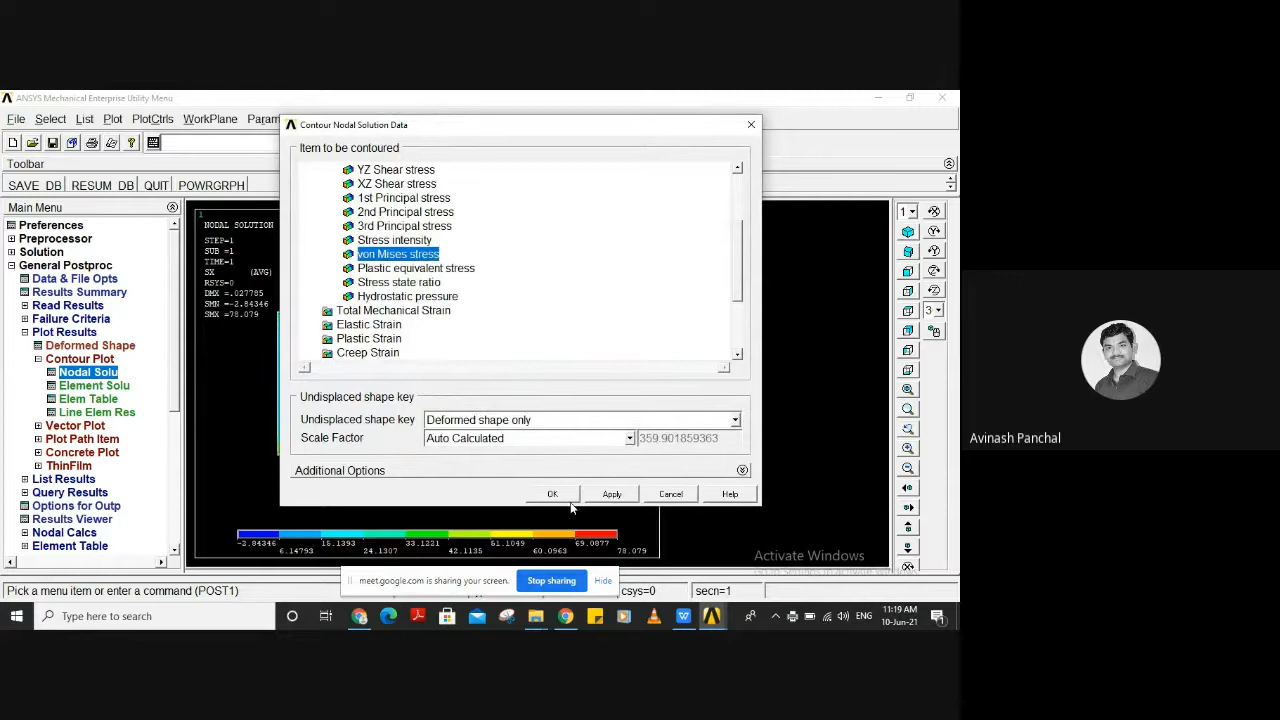 ANSYS Mechanical Enterprise Utility Menu
File Select List Plot PlotCtrls WorkPlane Param
Toolbar
SAVE_DB RESUM_DB QUIT POWRGRPH
Main Menu
Preferences
Preprocessor
Solution
General Postproc
Data & File Opts
Results Summary
Read Results
Failure Criteria
Plot Results
Deformed Shape
Contour Plot
Nodal Solu
Element Solu
Elem Table
Line Elem Res
Vector Plot
Plot Path Item
Concrete Plot
ThinFilm
List Results
Query Results
Options for Outp
Results Viewer
Nodal Calcs
Element Table
1
NODAL SOLUTION
STEP=1
SUB =1
TIME=1
SX (AVG)
RSYS=0
DMX =.027785
SMN =-2.84346
SMX =78.079
Contour Nodal Solution Data
Item to be contoured
YZ Shear stress
XZ Shear stress
1st Principal stress
2nd Principal stress
3rd Principal stress
Stress intensity
von Mises stress
Plastic equivalent stress
Stress state ratio
Hydrostatic pressure
Total Mechanical Strain
Elastic Strain
Plastic Strain
Creep Strain
Undisplaced shape key
Undisplaced shape key Deformed shape only
Scale Factor Auto Calculated 359.901859363
Additional Options
OK Apply Cancel Help
-2.84346 15.1393 33.1221 51.1049 69.0877
6.14793 24.1307 42.1135 60.0963 78.079
1
3
Activate Windows
meet.google.com is sharing your screen. Stop sharing Hide
Pick a menu item or enter a command (POST1)
csys=0 secn=1
Type here to search
ENG
11:19 AM
10-Jun-21
1
Avinash Panchal